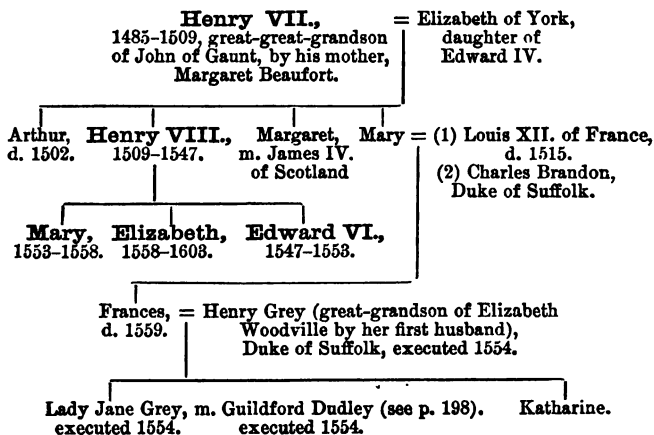 Henry VII., = Elizabeth of York,
1485–1509, great-great-grandson daughter of
of John of Gaunt, by his mother, Edward IV.
Margaret Beaufort.
Arthur, Henry VIII., Margaret, Mary = (1) Louis XII. of France,
d. 1502. 1509–1547. m. James IV. d. 1515.
of Scotland (2) Charles Brandon,
Duke of Suffolk.
Mary, Elizabeth, Edward VI.,
1553–1558. 1558–1603. 1547–1553.
Frances, = Henry Grey (great-grandson of Elizabeth
d. 1559. Woodville by her first husband),
Duke of Suffolk, executed 1554.
Lady Jane Grey, m. Guildford Dudley (see p. 198). Katharine.
executed 1554. executed 1554.